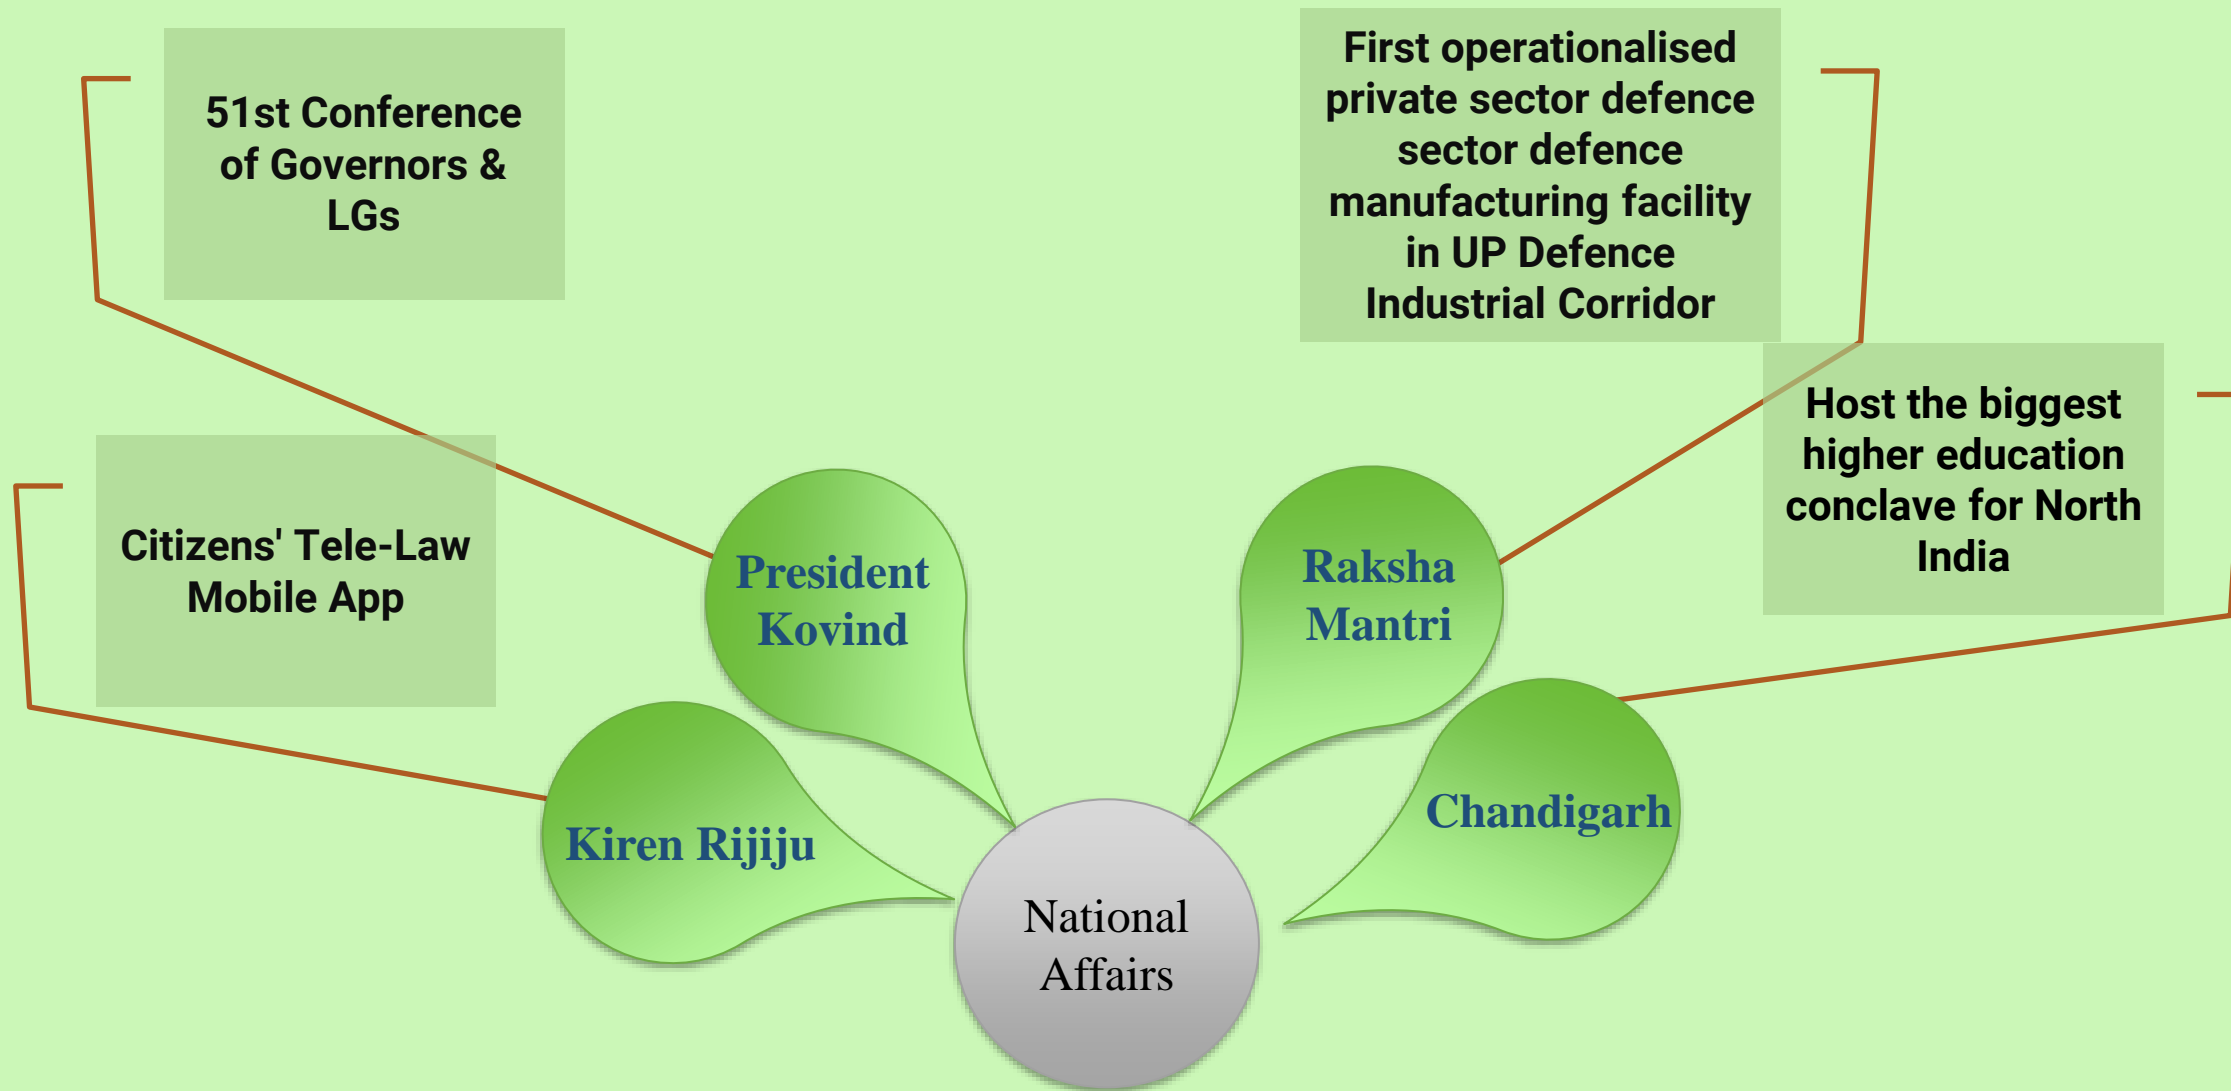 51st Conference
of Governors &
LGs
First operationalised
private sector defence
sector defence
manufacturing facility
in UP Defence
Industrial Corridor
Citizens' Tele-Law
Mobile App
Host the biggest
higher education
conclave for North
India
President
Kovind
Raksha
Mantri
Kiren Rijiju
Chandigarh
National
Affairs